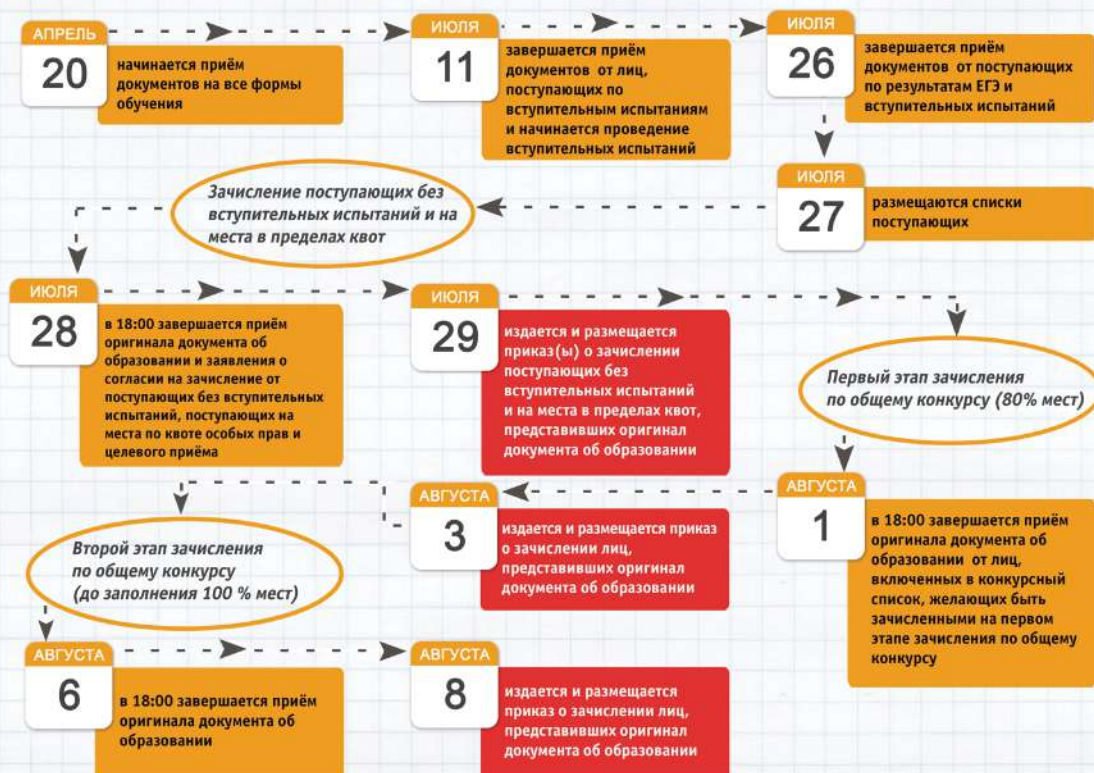 АПРЕЛЬ
20
начинается приём
документов на все формы
обучения
ИЮЛЯ
11
завершается приём
документов от лиц,
поступающих по
вступительным испытаниям
и начинается проведение
вступительных испытаний
ИЮЛЯ
26
завершается приём
документов от поступающих
по результатам ЕГЭ и
вступительных испытаний
ИЮЛЯ
27
размещаются списки
поступающих
Зачисление поступающих без
вступительных испытаний и на
места в пределах квот
ИЮЛЯ
28
в 18:00 завершается приём
оригинала документа об
образовании и заявления о
согласии на зачисление от
поступающих без вступительных
испытаний, поступающих на
места по квоте особых прав и
целевого приёма
ИЮЛЯ
29
издается и размещается
приказ(ы) о зачислении
поступающих без
вступительных испытаний
и на места в пределах квот,
представивших оригинал
документа об образовании
Первый этап зачисления
по общему конкурсу (80% мест)
АВГУСТА
1
в 18:00 завершается приём
оригинала документа об
образовании от лиц,
включенных в конкурсный
список, желающих быть
зачисленными на первом
этапе зачисления по общему
конкурсу
АВГУСТА
3
издается и размещается приказ
о зачислении лиц,
представивших оригинал
документа об образовании
Второй этап зачисления
по общему конкурсу
(до заполнения 100 % мест)
АВГУСТА
6
в 18:00 завершается приём
оригинала документа об
образовании
АВГУСТА
8
издается и размещается
приказ о зачислении лиц,
представивших оригинал
документа об образовании